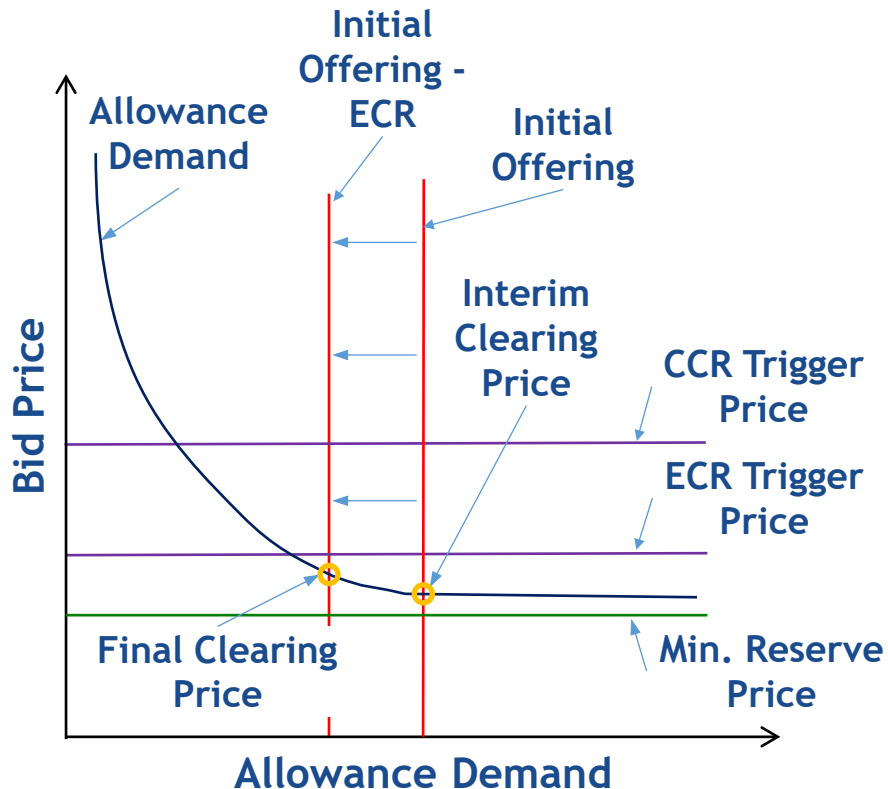 Initial
Offering -
ECR
Allowance
Demand
Initial
Offering
Interim
Clearing
Price
CCR Trigger
Price
Bid Price
ECR Trigger
Price
Final Clearing
Price
Min. Reserve
Price
Allowance Demand